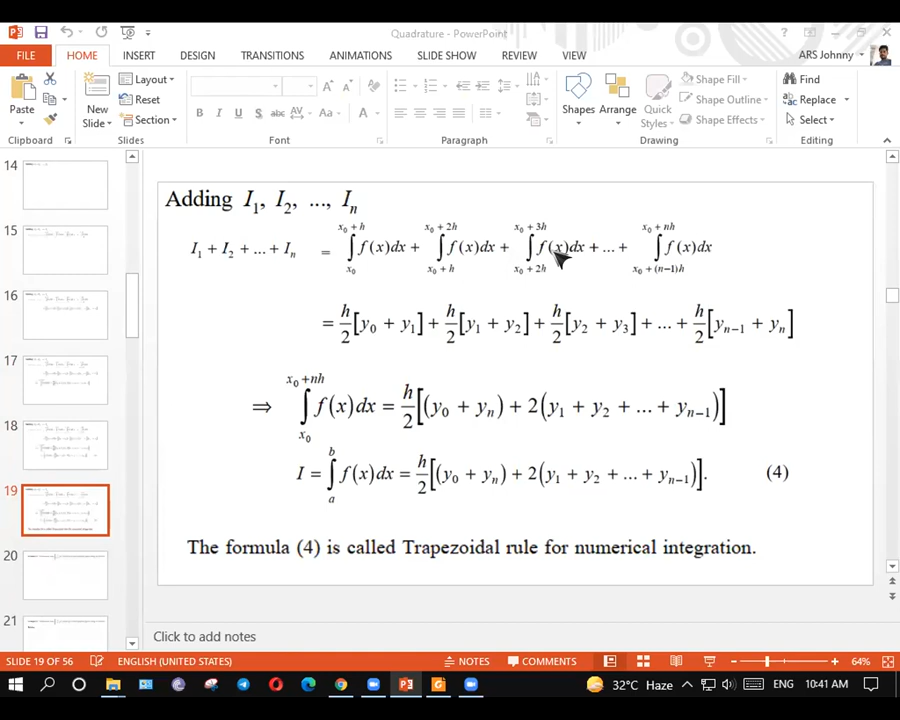 Quadrature - PowerPoint
FILE HOME INSERT DESIGN TRANSITIONS ANIMATIONS SLIDE SHOW REVIEW VIEW ARS Johnny
Paste
New Slide
Layout
Reset
Section
B I U S abc AV Aa A
Shapes Arrange Quick Styles
Shape Fill
Shape Outline
Shape Effects
Find
Replace
Select
Clipboard Slides Font Paragraph Drawing Editing
14
15
16
17
18
19
20
21
Adding I₁, I₂, ..., Iₙ
I₁ + I₂ + ... + Iₙ = ∫_{x₀}^{x₀ + h} f(x)dx + ∫_{x₀ + h}^{x₀ + 2h} f(x)dx + ∫_{x₀ + 2h}^{x₀ + 3h} f(x)dx + ... + ∫_{x₀ + (n−1)h}^{x₀ + nh} f(x)dx
= h/2 [y₀ + y₁] + h/2 [y₁ + y₂] + h/2 [y₂ + y₃] + ... + h/2 [yₙ₋₁ + yₙ]
⇒ ∫_{x₀}^{x₀ + nh} f(x)dx = h/2 [(y₀ + yₙ) + 2(y₁ + y₂ + ... + yₙ₋₁)]
I = ∫_{a}^{b} f(x)dx = h/2 [(y₀ + yₙ) + 2(y₁ + y₂ + ... + yₙ₋₁)]. (4)
The formula (4) is called Trapezoidal rule for numerical integration.
Click to add notes
SLIDE 19 OF 56 ENGLISH (UNITED STATES) NOTES COMMENTS 64%
32°C Haze ENG 10:41 AM